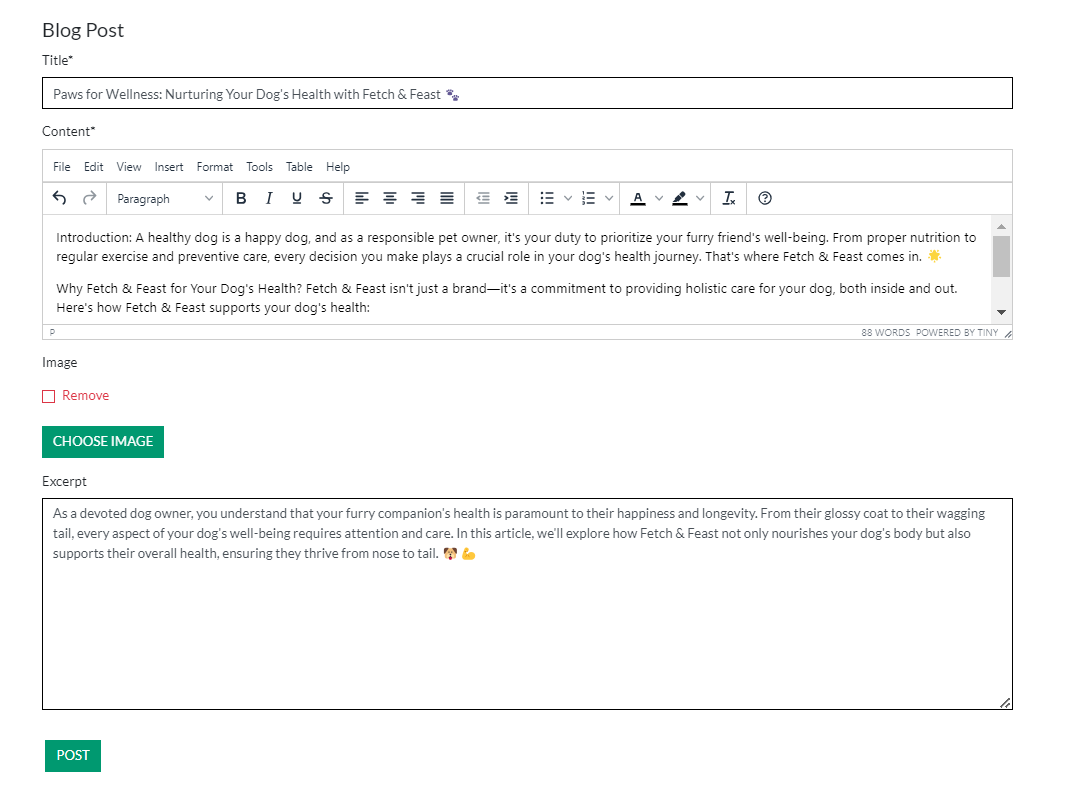 Blog Post
Title*
Paws for Wellness: Nurturing Your Dog's Health with Fetch & Feast 🐾
Content*
File Edit View Insert Format Tools Table Help
Paragraph B I U S A
Introduction: A healthy dog is a happy dog, and as a responsible pet owner, it's your duty to prioritize your furry friend's well-being. From proper nutrition to
regular exercise and preventive care, every decision you make plays a crucial role in your dog's health journey. That's where Fetch & Feast comes in. 🌟
Why Fetch & Feast for Your Dog's Health? Fetch & Feast isn't just a brand—it's a commitment to providing holistic care for your dog, both inside and out.
Here's how Fetch & Feast supports your dog's health:
P 88 WORDS POWERED BY TINY
Image
Remove
CHOOSE IMAGE
Excerpt
As a devoted dog owner, you understand that your furry companion's health is paramount to their happiness and longevity. From their glossy coat to their wagging
tail, every aspect of your dog's well-being requires attention and care. In this article, we'll explore how Fetch & Feast not only nourishes your dog's body but also
supports their overall health, ensuring they thrive from nose to tail. 🐶 💪
POST